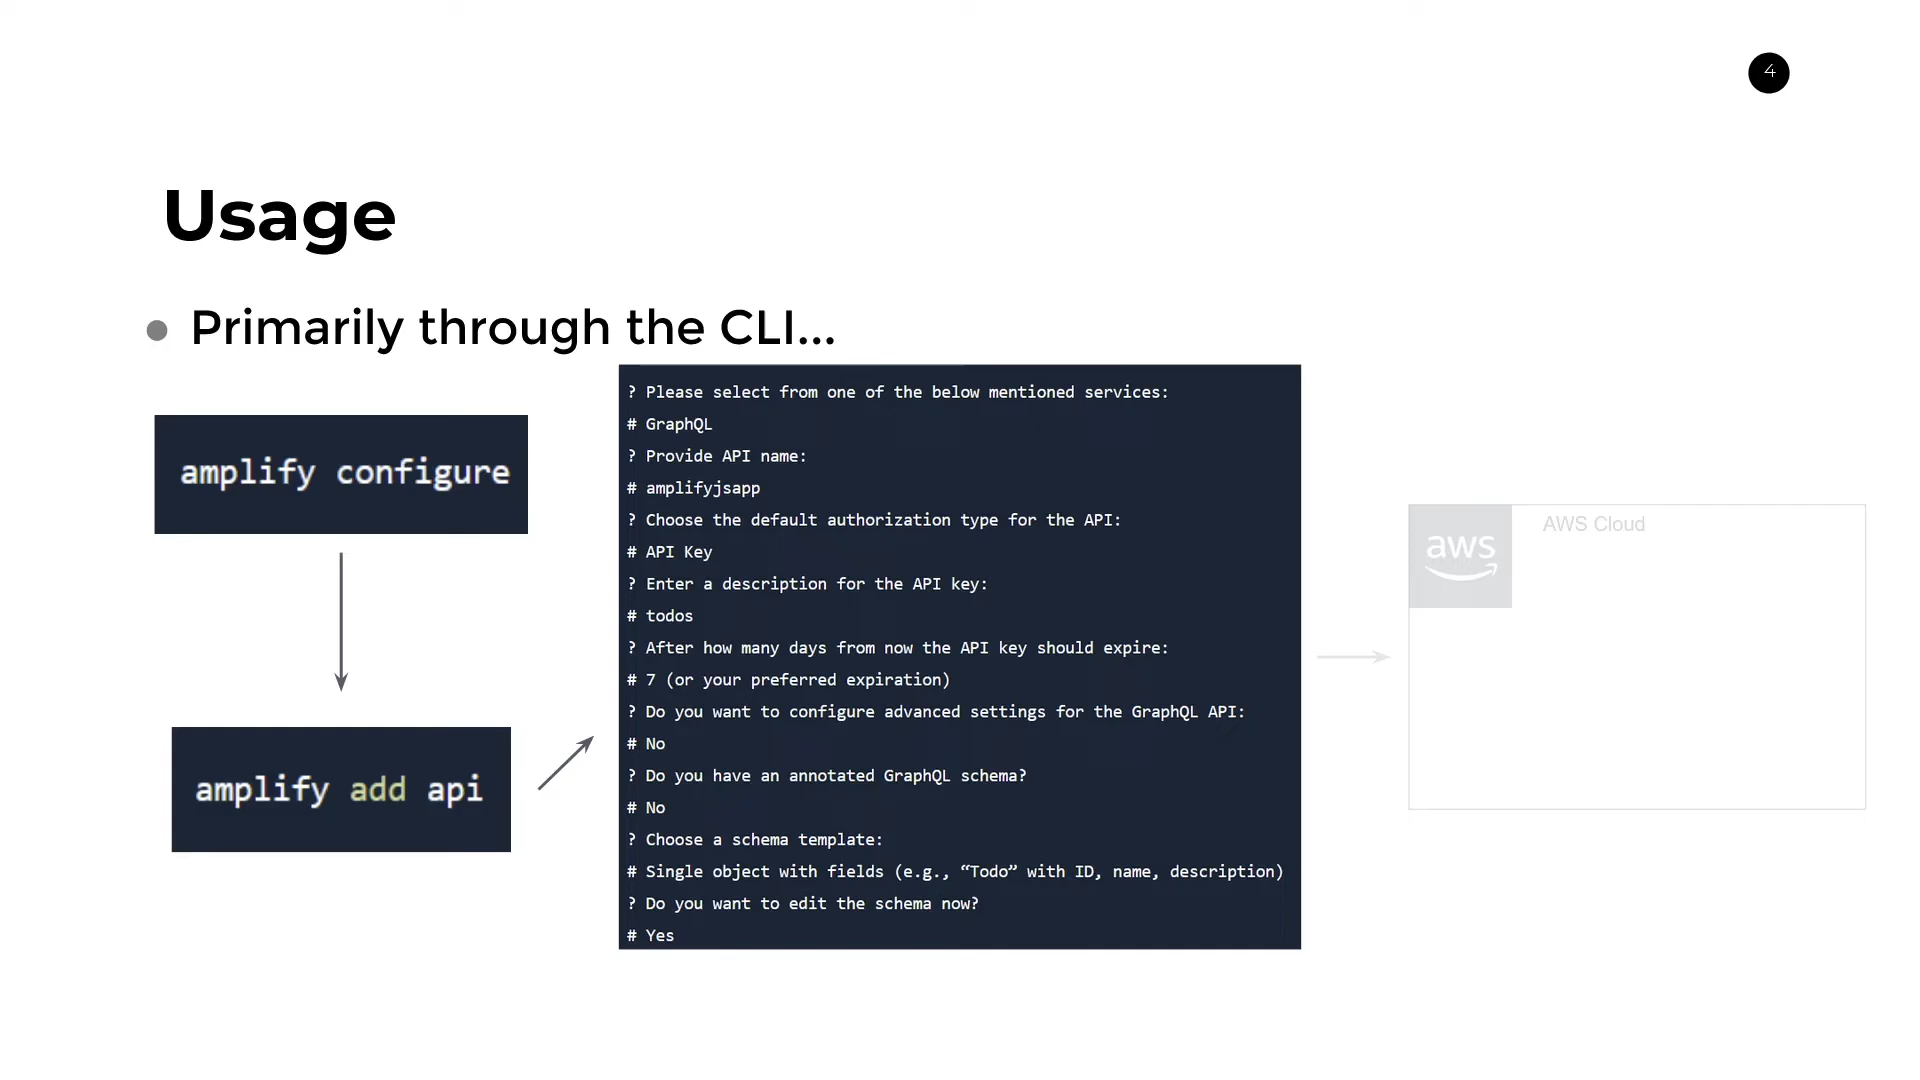 4
Usage
Primarily through the CLI...
amplify configure
amplify add api
? Please select from one of the below mentioned services:
# GraphQL
? Provide API name:
# amplifyjsapp
? Choose the default authorization type for the API:
# API Key
? Enter a description for the API key:
# todos
? After how many days from now the API key should expire:
# 7 (or your preferred expiration)
? Do you want to configure advanced settings for the GraphQL API:
# No
? Do you have an annotated GraphQL schema?
# No
? Choose a schema template:
# Single object with fields (e.g., “Todo” with ID, name, description)
? Do you want to edit the schema now?
# Yes
aws
AWS Cloud